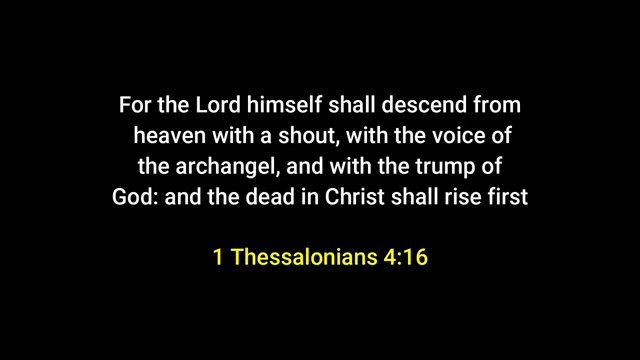 For the Lord himself shall descend from
heaven with a shout, with the voice of
the archangel, and with the trump of
God: and the dead in Christ shall rise first
1 Thessalonians 4:16